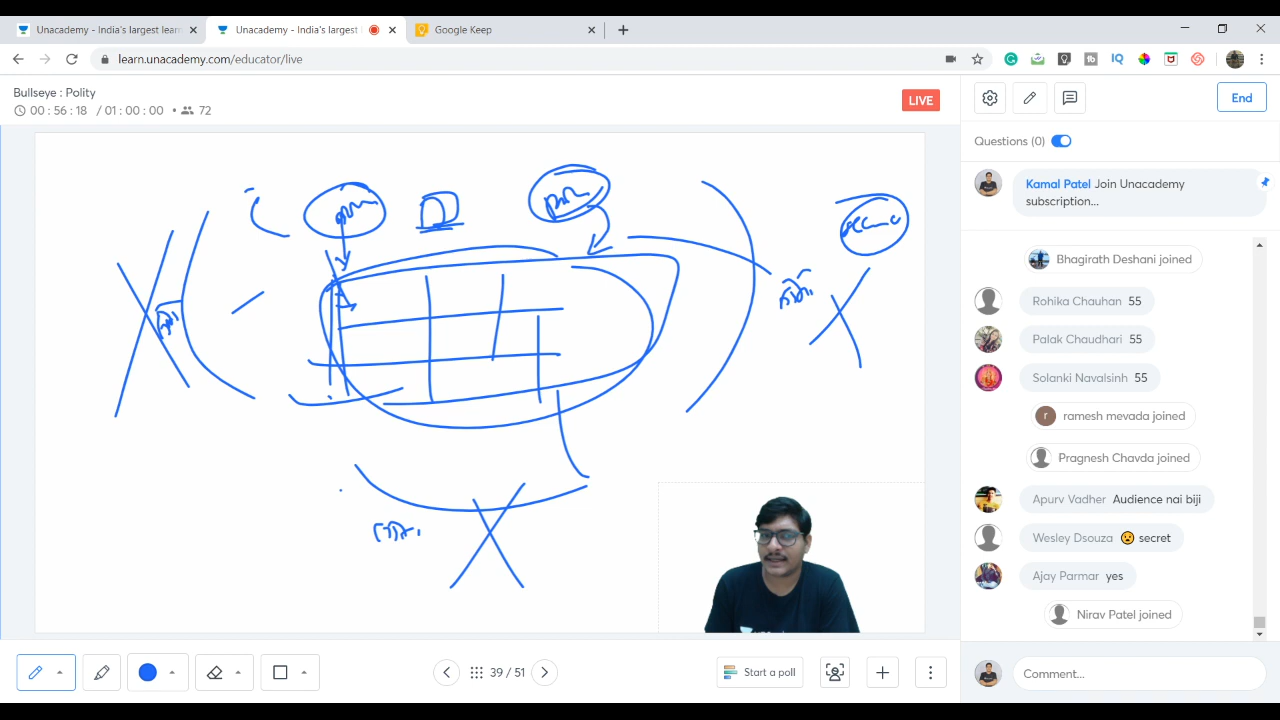 Unacademy - India's largest learn
Unacademy - India's largest l
Google Keep
learn.unacademy.com/educator/live
Bullseye : Polity
00 : 56 : 18 / 01 : 00 : 00 • 72
LIVE
End
Questions (0)
Kamal Patel Join Unacademy
subscription...
Bhagirath Deshani joined
Rohika Chauhan 55
Palak Chaudhari 55
Solanki Navalsinh 55
r ramesh mevada joined
Pragnesh Chavda joined
Apurv Vadher Audience nai biji
Wesley Dsouza 😧 secret
Ajay Parmar yes
Nirav Patel joined
39 / 51
Start a poll
Comment...